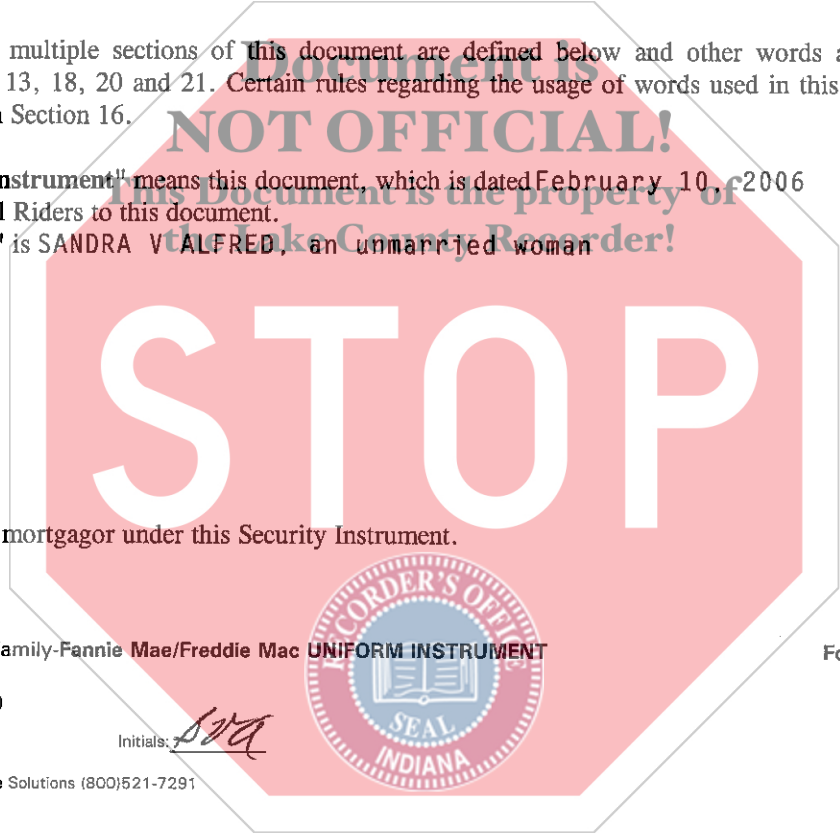 multiple sections of this document are defined below and other words
Document is
13, 18, 20 and 21. Certain rules regarding the usage of words used in this
Section 16.
NOT OFFICIAL!
nstrument" means this document, which is dated February 10, 2006
This Document is the property of
Riders to this document.
the Lake County Recorder!
is SANDRA V ALFRED, an unmarried woman
STOP
mortgagor under this Security Instrument.
RECORDER'S OFFICE
amily-Fannie Mae/Freddie Mac UNIFORM INSTRUMENT
Fo
SEAL
Initials: SVA
INDIANA
Solutions (800)521-7291